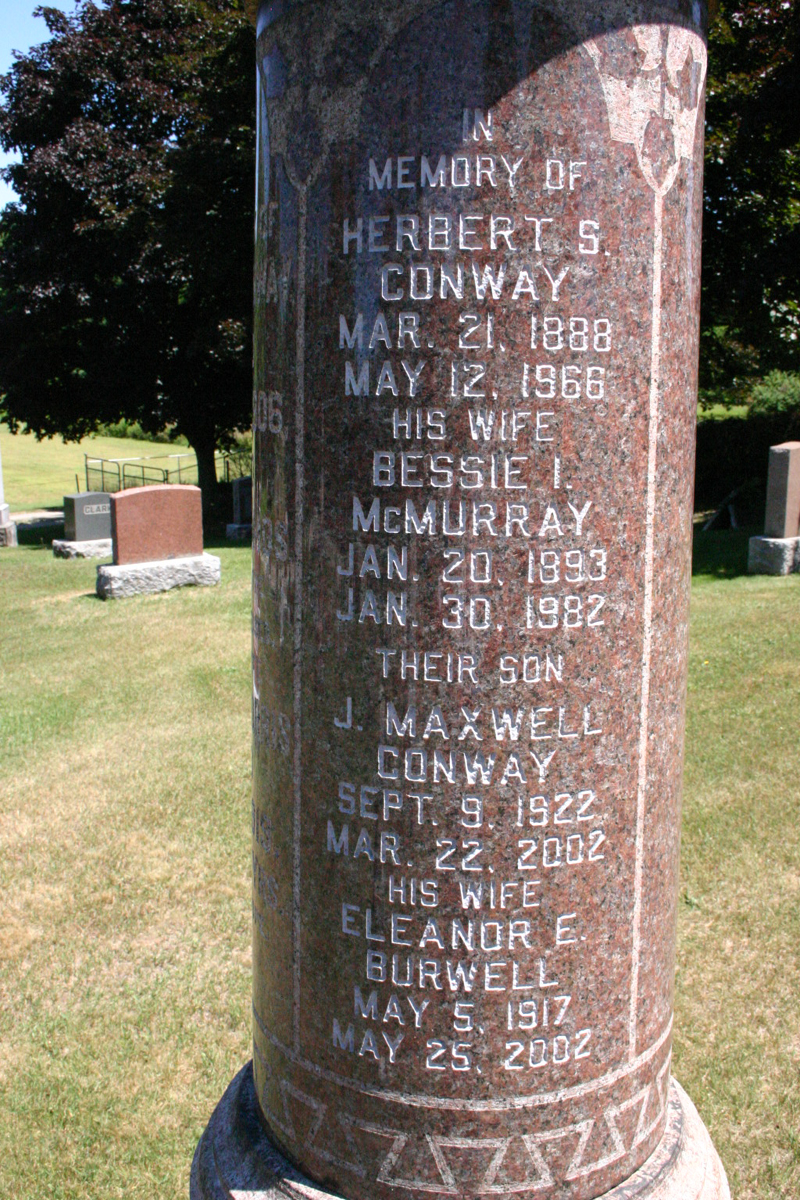 IN
MEMORY OF
HERBERT S.
CONWAY
MAR. 21, 1888
MAY 12, 1966
HIS WIFE
BESSIE I.
McMURRAY
JAN. 20, 1893
JAN. 30, 1982
THEIR SON
J. MAXWELL
CONWAY
SEPT. 9, 1922
MAR. 22, 2002
HIS WIFE
ELEANOR E.
BURWELL
MAY 5, 1917
MAY 25, 2002